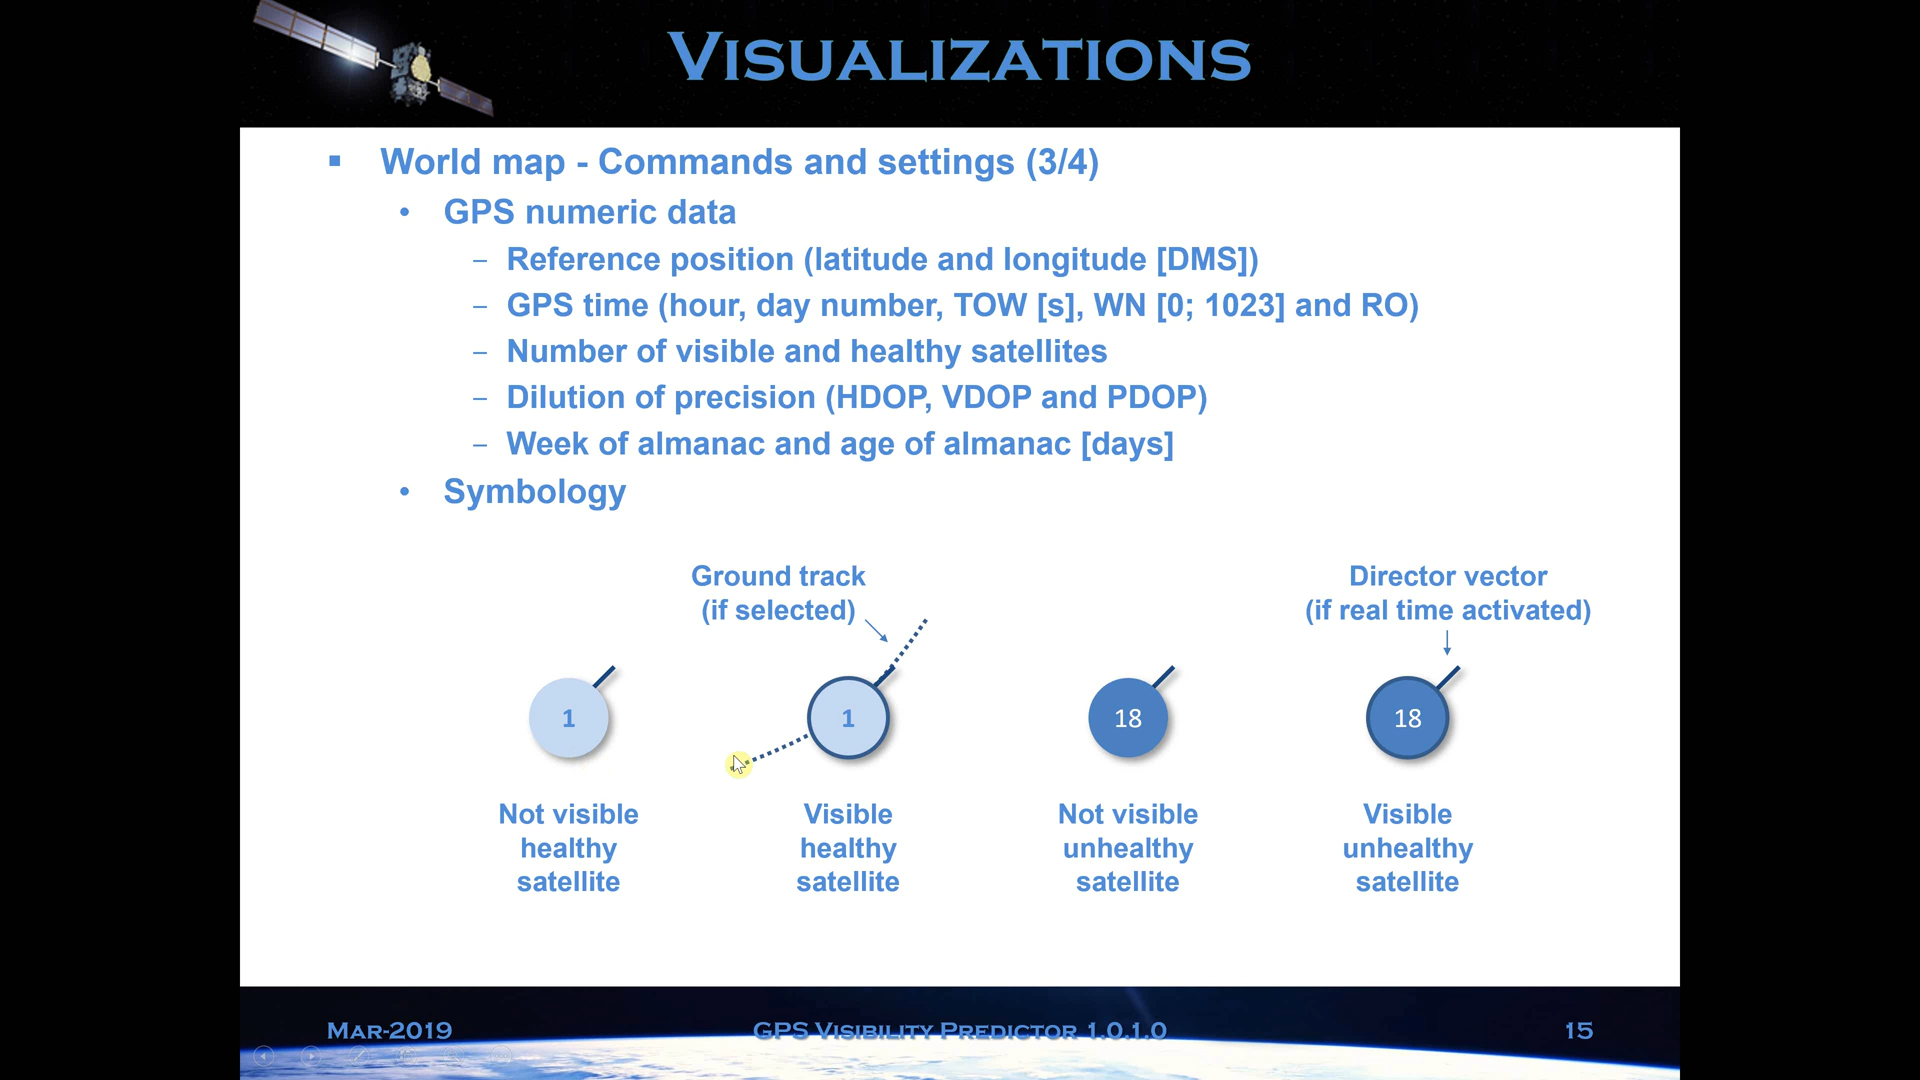 VISUALIZATIONS
▪ World map - Commands and settings (3/4)
• GPS numeric data
– Reference position (latitude and longitude [DMS])
– GPS time (hour, day number, TOW [s], WN [0; 1023] and RO)
– Number of visible and healthy satellites
– Dilution of precision (HDOP, VDOP and PDOP)
– Week of almanac and age of almanac [days]
• Symbology
Ground track
(if selected)
Director vector
(if real time activated)
1
1
18
18
Not visible
healthy
satellite
Visible
healthy
satellite
Not visible
unhealthy
satellite
Visible
unhealthy
satellite
MAR-2019
GPS VISIBILITY PREDICTOR 1.0.1.0
15